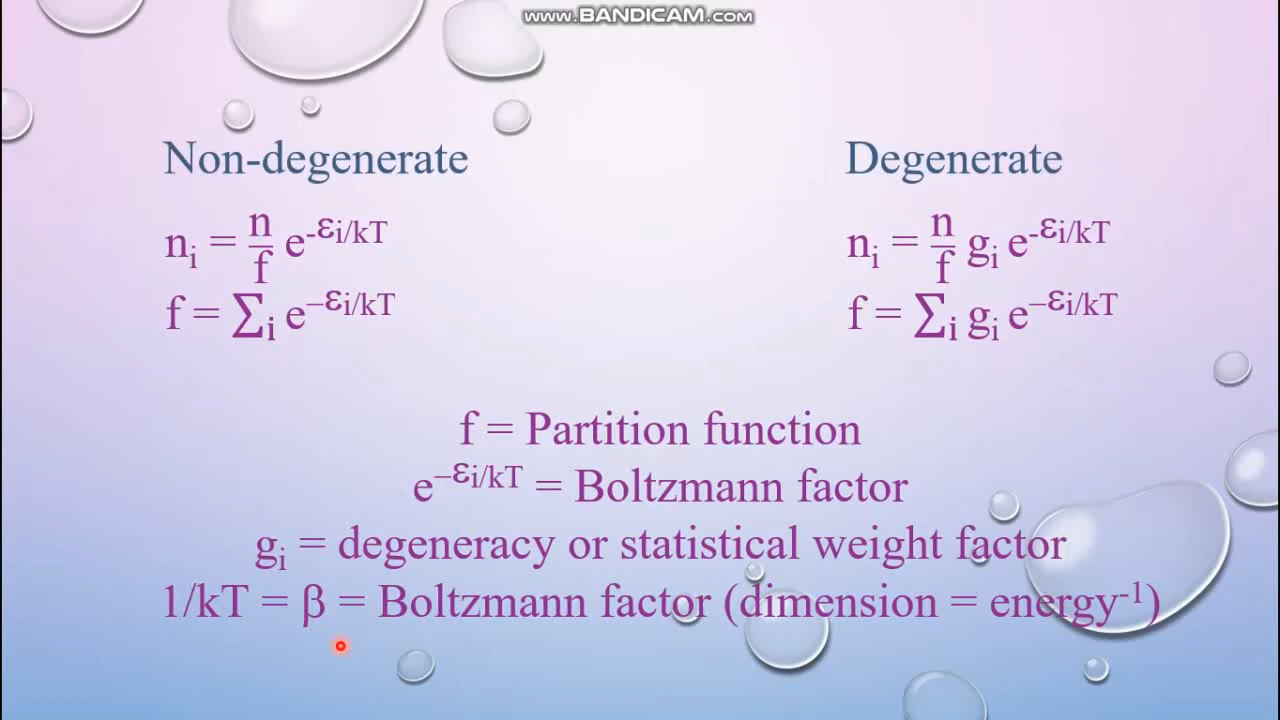 www.BANDICAM.com
Non-degenerate
nᵢ = n/f e^(-εi/kT)
f = ∑ᵢ e^(–εi/kT)
Degenerate
nᵢ = n/f gᵢ e^(-εi/kT)
f = ∑ᵢ gᵢ e^(–εi/kT)
f = Partition function
e^(–εi/kT) = Boltzmann factor
gᵢ = degeneracy or statistical weight factor
1/kT = β = Boltzmann factor (dimension = energy⁻¹)